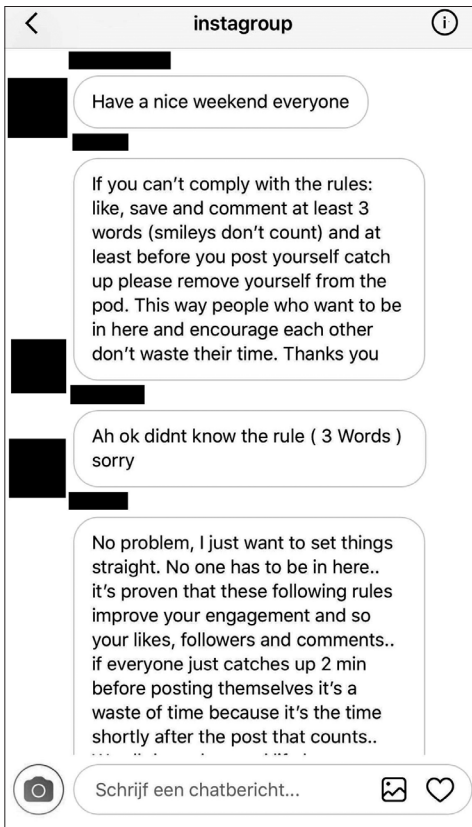 instagroup
Have a nice weekend everyone
If you can't comply with the rules:
like, save and comment at least 3
words (smileys don't count) and at
least before you post yourself catch
up please remove yourself from the
pod. This way people who want to be
in here and encourage each other
don't waste their time. Thanks you
Ah ok didnt know the rule ( 3 Words )
sorry
No problem, I just want to set things
straight. No one has to be in here..
it's proven that these following rules
improve your engagement and so
your likes, followers and comments..
if everyone just catches up 2 min
before posting themselves it's a
waste of time because it's the time
shortly after the post that counts..
Schrijf een chatbericht...